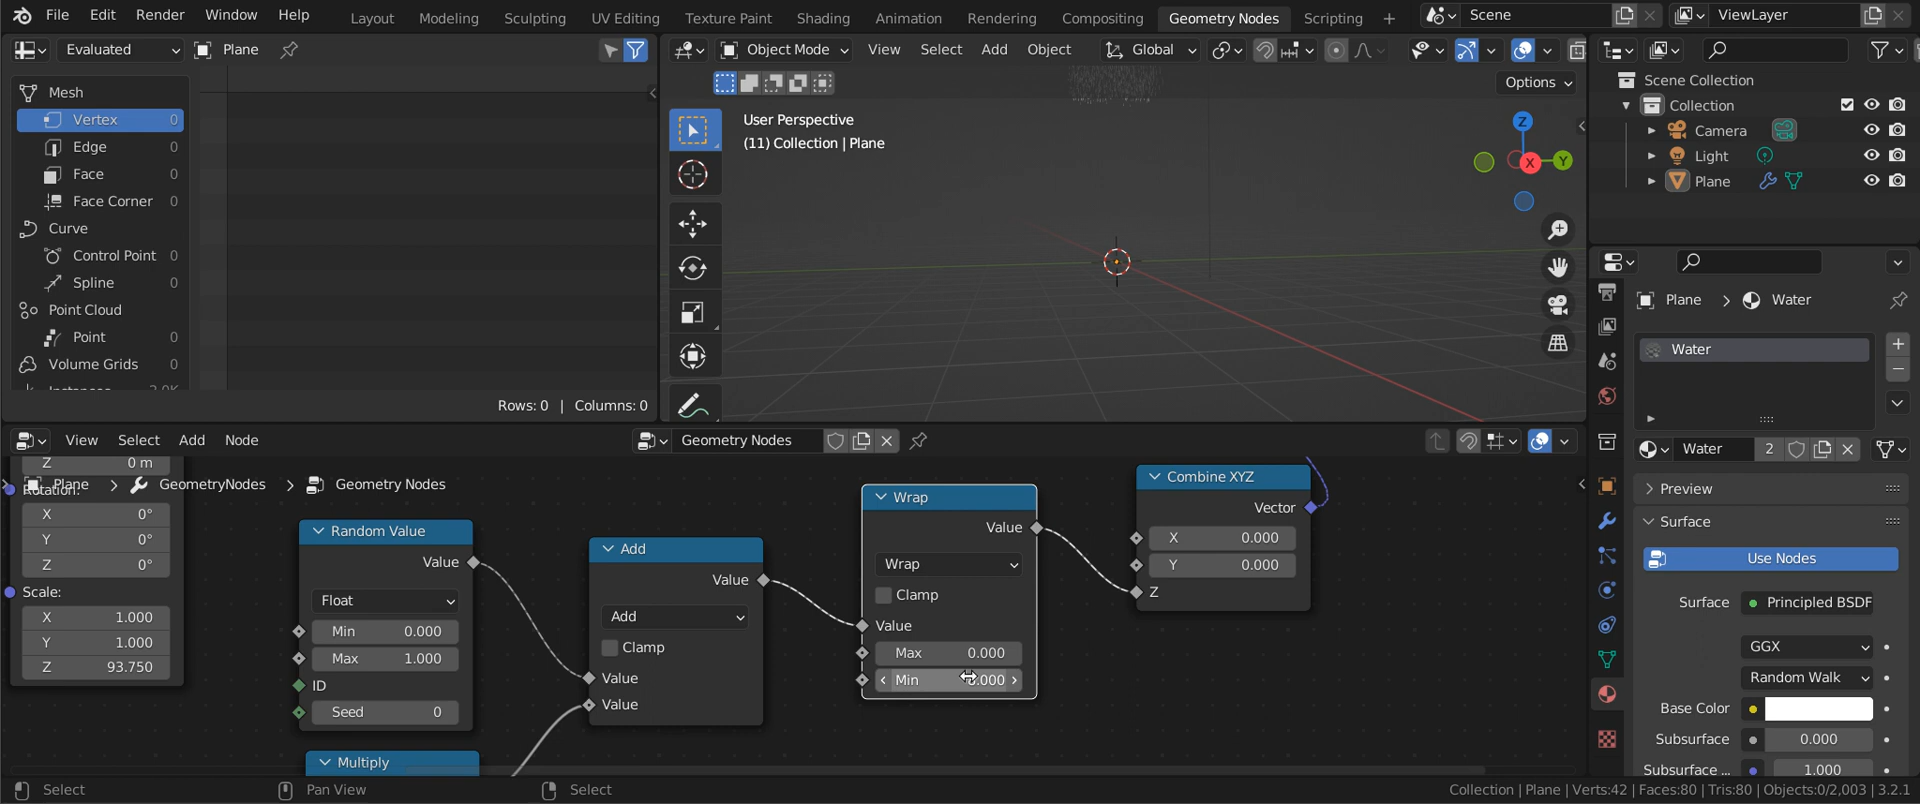 File Edit Render Window Help Layout Modeling Sculpting UV Editing Texture Paint Shading Animation Rendering Compositing Geometry Nodes Scripting + Scene ViewLayer
Evaluated Plane
Object Mode View Select Add Object Global
Options
Mesh
Vertex 0
Edge 0
Face 0
Face Corner 0
Curve
Control Point 0
Spline 0
Point Cloud
Point 0
Volume Grids 0
Rows: 0 | Columns: 0
User Perspective
(11) Collection | Plane
Z
Y
X
Scene Collection
Collection
Camera
Light
Plane
Plane > Water
Water
Water 2
Preview
Surface
Use Nodes
Surface Principled BSDF
GGX
Random Walk
Base Color
Subsurface 0.000
Subsurface ... 1.000
View Select Add Node Geometry Nodes
Plane > GeometryNodes > Geometry Nodes
Z 0 m
Rotation:
X 0°
Y 0°
Z 0°
Scale:
X 1.000
Y 1.000
Z 93.750
Random Value
Value
Float
Min 0.000
Max 1.000
ID
Seed 0
Multiply
Add
Value
Add
Clamp
Value
Value
Wrap
Value
Wrap
Clamp
Value
Max 0.000
Min 0.000
Combine XYZ
Vector
X 0.000
Y 0.000
Z
Select Pan View Select
Collection | Plane | Verts:42 | Faces:80 | Tris:80 | Objects:0/2,003 | 3.2.1